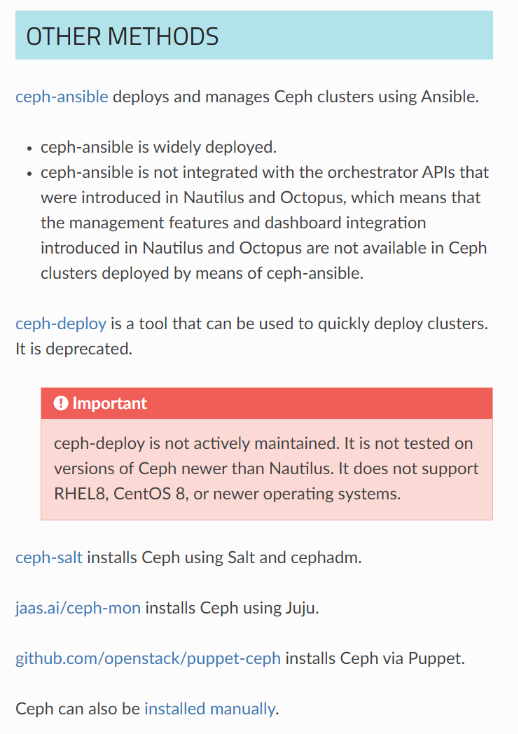 OTHER METHODS
ceph-ansible deploys and manages Ceph clusters using Ansible.
• ceph-ansible is widely deployed.
• ceph-ansible is not integrated with the orchestrator APIs that
were introduced in Nautilus and Octopus, which means that
the management features and dashboard integration
introduced in Nautilus and Octopus are not available in Ceph
clusters deployed by means of ceph-ansible.
ceph-deploy is a tool that can be used to quickly deploy clusters.
It is deprecated.
Important
ceph-deploy is not actively maintained. It is not tested on
versions of Ceph newer than Nautilus. It does not support
RHEL8, CentOS 8, or newer operating systems.
ceph-salt installs Ceph using Salt and cephadm.
jaas.ai/ceph-mon installs Ceph using Juju.
github.com/openstack/puppet-ceph installs Ceph via Puppet.
Ceph can also be installed manually.